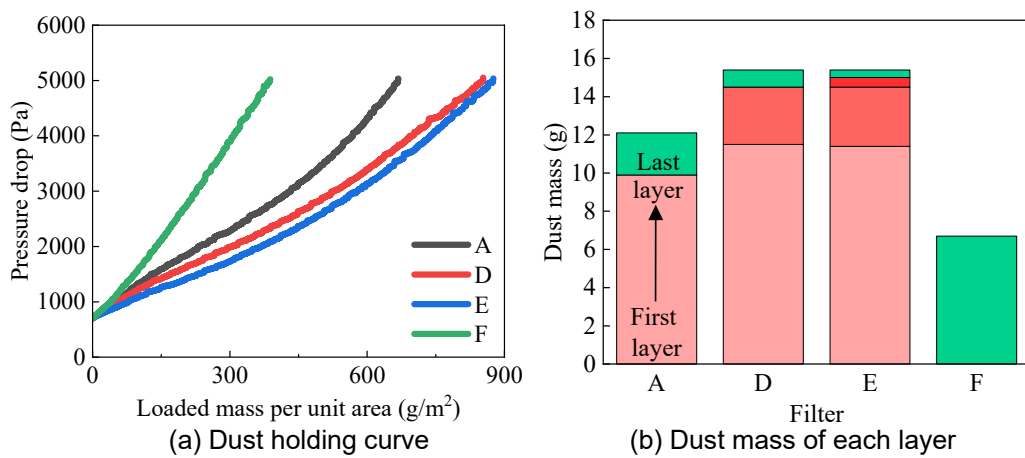 6000
5000
4000
3000
2000
1000
0
Pressure drop (Pa)
A
D
E
F
0
300
600
900
Loaded mass per unit area (g/m²)
(a) Dust holding curve
18
16
14
12
10
8
6
4
2
0
Dust mass (g)
Last
layer
First
layer
A
D
E
F
Filter
(b) Dust mass of each layer